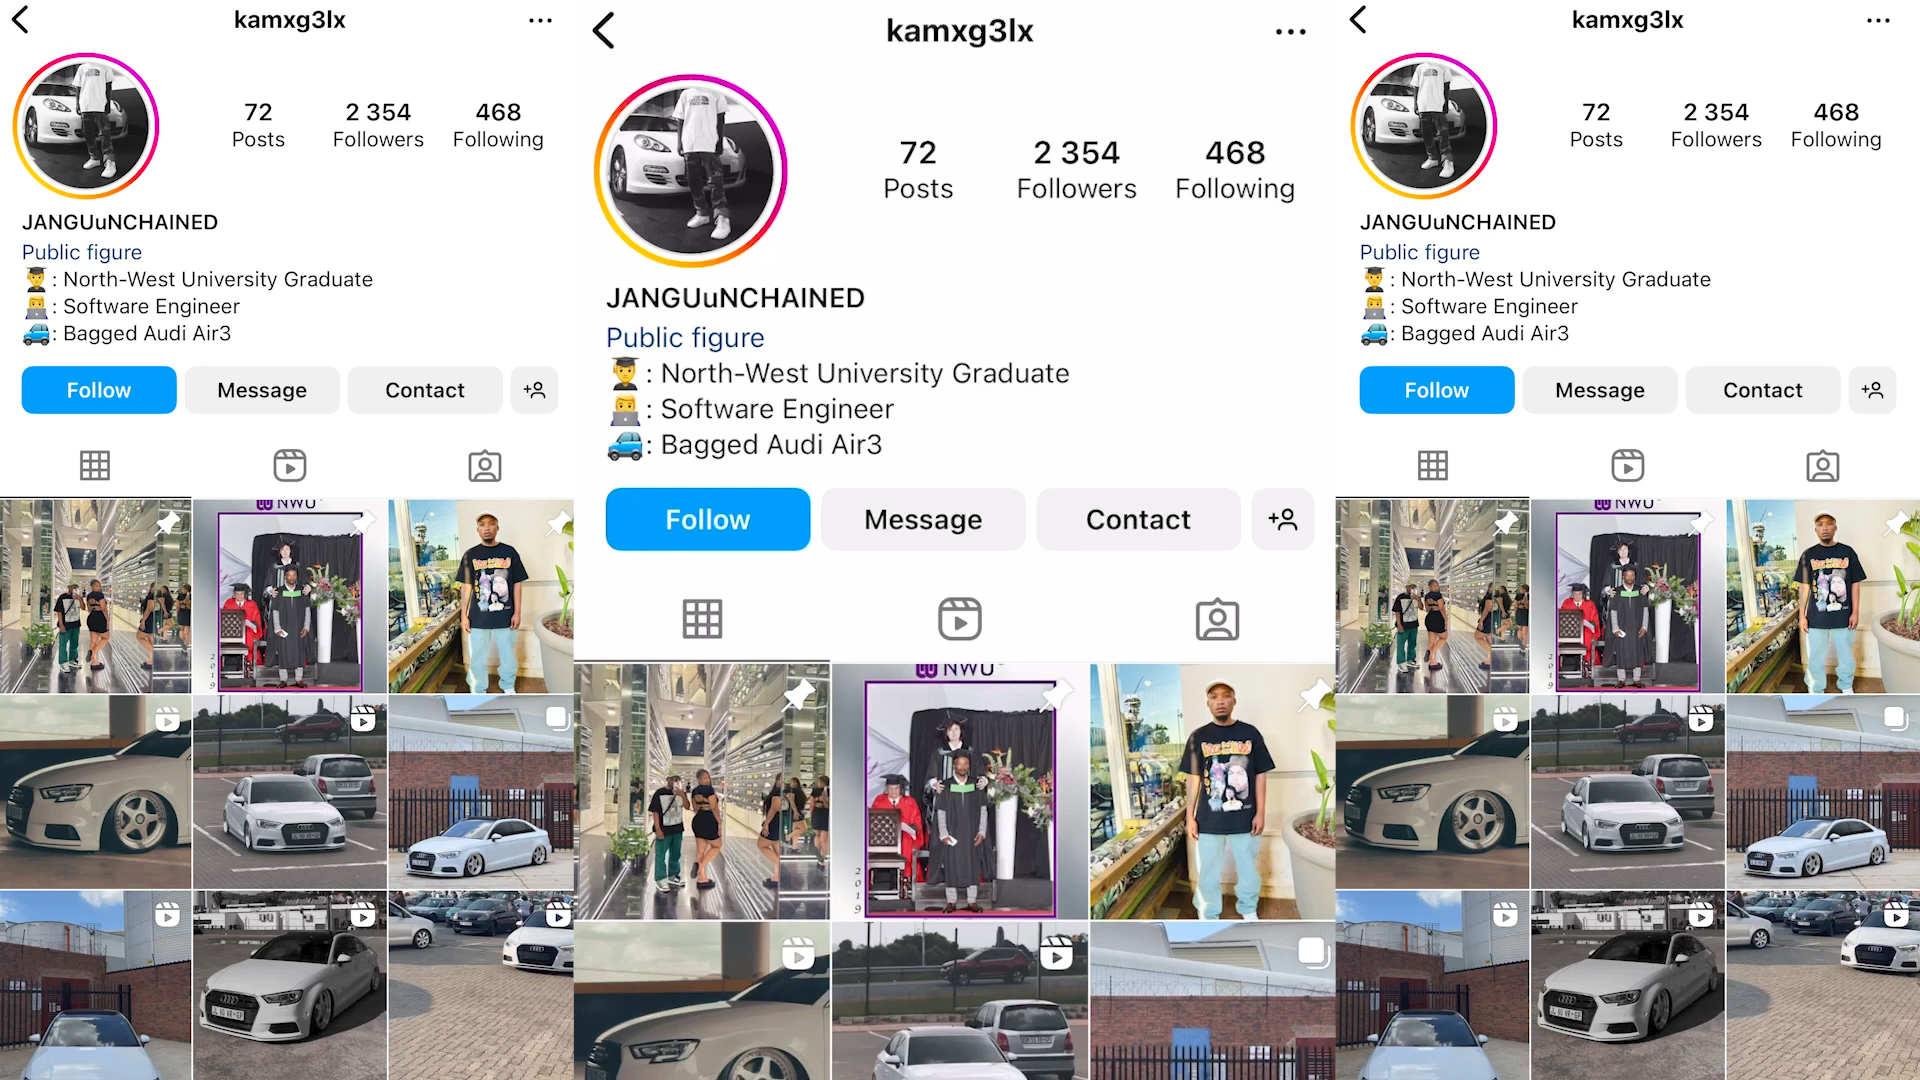 kamxg3lx
72 2 354 468
Posts Followers Following
JANGUuNCHAINED
Public figure
: North-West University Graduate
: Software Engineer
: Bagged Audi Air3
Follow Message Contact
NWU
2019
kamxg3lx
72 2 354 468
Posts Followers Following
JANGUuNCHAINED
Public figure
: North-West University Graduate
: Software Engineer
: Bagged Audi Air3
Follow Message Contact
NWU
2019
kamxg3lx
72 2 354 468
Posts Followers Following
JANGUuNCHAINED
Public figure
: North-West University Graduate
: Software Engineer
: Bagged Audi Air3
Follow Message Contact
NWU
2019